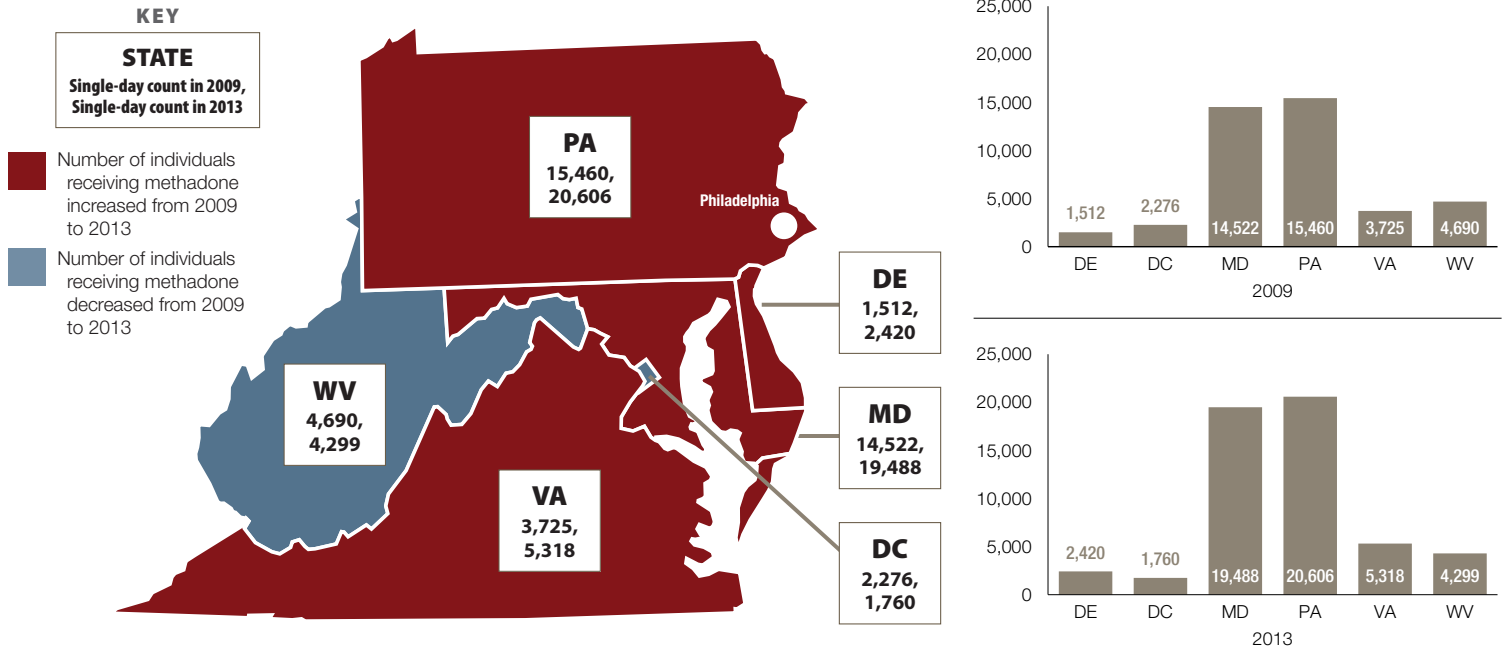 KEY
STATE
Single-day count in 2009,
Single-day count in 2013
Number of individuals
receiving methadone
increased from 2009
to 2013
Number of individuals
receiving methadone
decreased from 2009
to 2013
PA
15,460,
20,606
Philadelphia
WV
4,690,
4,299
VA
3,725,
5,318
DE
1,512,
2,420
MD
14,522,
19,488
DC
2,276,
1,760
25,000
20,000
15,000
10,000
5,000
0
1,512
2,276
14,522
15,460
3,725
4,690
DE
DC
MD
PA
VA
WV
2009
25,000
20,000
15,000
10,000
5,000
0
2,420
1,760
19,488
20,606
5,318
4,299
DE
DC
MD
PA
VA
WV
2013